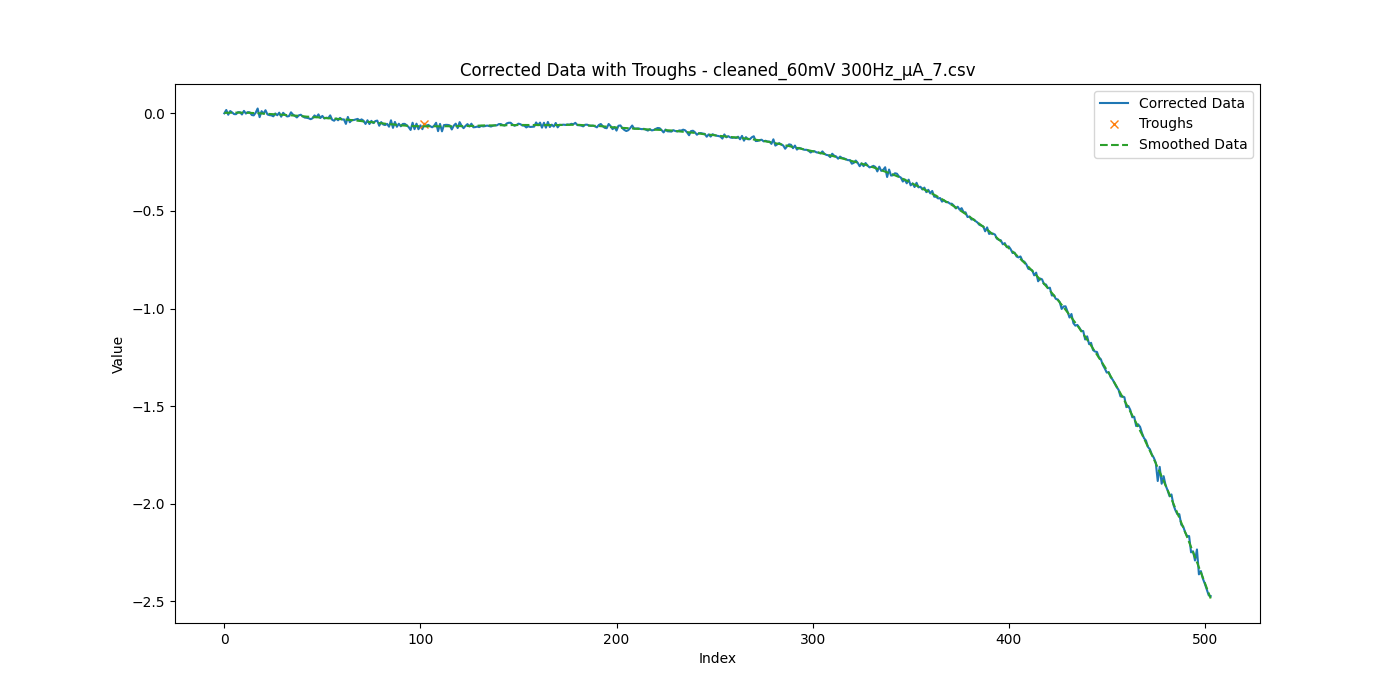 Corrected Data with Troughs - cleaned_60mV 300Hz_μA_7.csv
Corrected Data
Troughs
Smoothed Data
Value
0.0
−0.5
−1.0
−1.5
−2.0
−2.5
0
100
200
300
400
500
Index